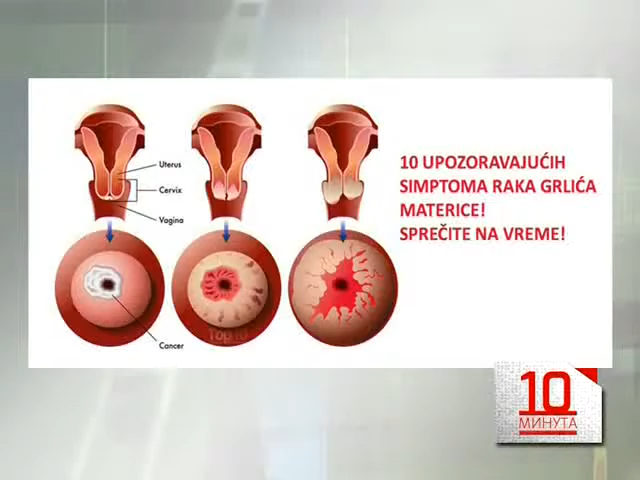 Uterus
Cervix
Vagina
Cancer
10 UPOZORAVAJUĆIH
SIMPTOMA RAKA GRLIĆA
MATERICE!
SPREČITE NA VREME!
10
МИНУТА